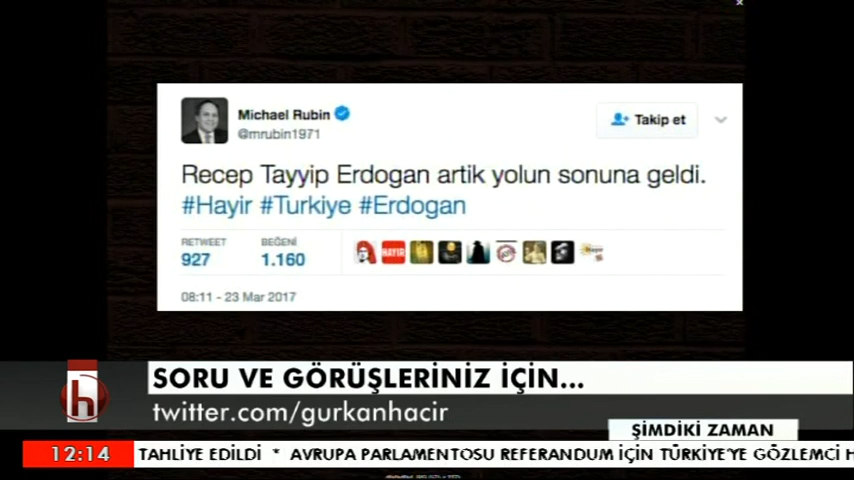 Michael Rubin
@mrubin1971
Takip et
Recep Tayyip Erdogan artik yolun sonuna geldi.
#Hayir #Turkiye #Erdogan
RETWEET
BEĞENİ
927
1.160
HAYIR
08:11 - 23 Mar 2017
h
SORU VE GÖRÜŞLERİNİZ İÇİN...
twitter.com/gurkanhacir
ŞİMDİKİ ZAMAN
12:14
TAHLİYE EDİLDİ * AVRUPA PARLAMENTOSU REFERANDUM İÇİN TÜRKİYE'YE GÖZLEMCİ H